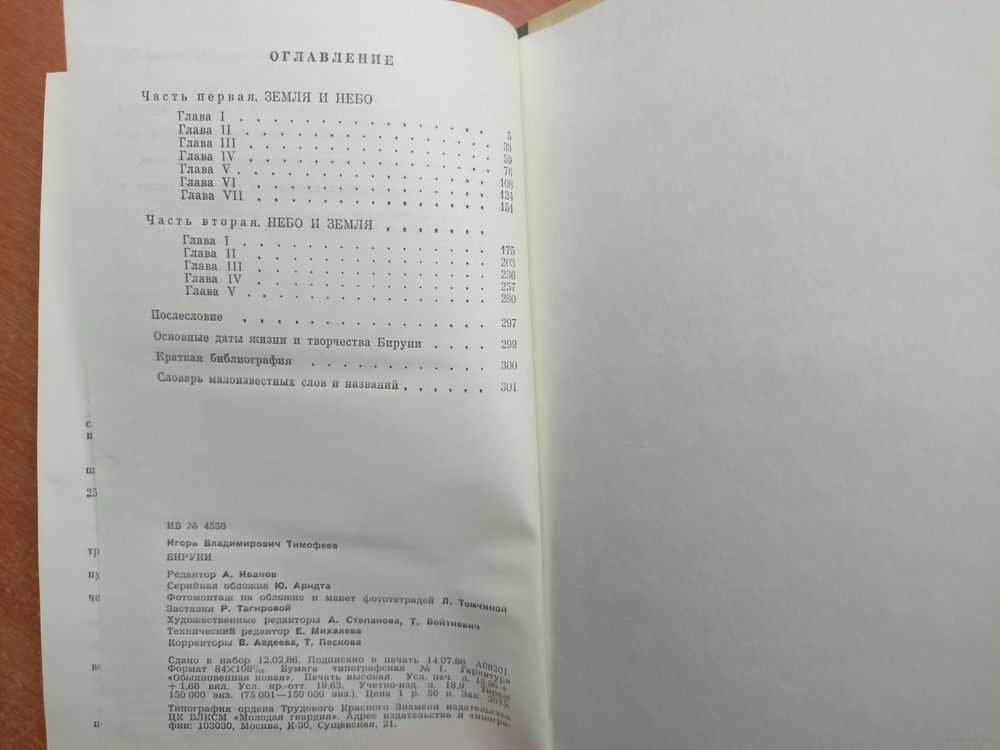 ОГЛАВЛЕНИЕ
Часть первая. ЗЕМЛЯ И НЕБО
Глава I . . . . . . . . . . . . . . . 5
Глава II . . . . . . . . . . . . . . . 39
Глава III . . . . . . . . . . . . . . . 59
Глава IV . . . . . . . . . . . . . . . 76
Глава V . . . . . . . . . . . . . . . 108
Глава VI . . . . . . . . . . . . . . . 124
Глава VII . . . . . . . . . . . . . . . 151
Часть вторая. НЕБО И ЗЕМЛЯ . . . . . . .
Глава I . . . . . . . . . . . . . . . 175
Глава II . . . . . . . . . . . . . . . 203
Глава III . . . . . . . . . . . . . . . 236
Глава IV . . . . . . . . . . . . . . . 257
Глава V . . . . . . . . . . . . . . . 280
Послесловие . . . . . . . . . . . . . 297
Основные даты жизни и творчества Бируни . . . . 299
Краткая библиография . . . . . . . . . . 300
Словарь малоизвестных слов и названий . . . . . . 301
с
п
25
тр
пу
че
ИБ № 4538
Игорь Владимирович Тимофеев
БИРУНИ
Редактор А. Иванов
Серийная обложка Ю. Арндта
Фотомонтаж на обложке и макет фототетрадей Л. Томчиной
Заставки Р. Тагировой
Художественные редакторы А. Степанова, Т. Войткевич
Технический редактор Е. Михалева
Корректоры В. Авдеева, Т. Пескова
Сдано в набор 12.02.86. Подписано в печать 14.07.86. А08201.
Формат 84×108¹/₃₂. Бумага типографская № 1. Гарнитура
«Обыкновенная новая». Печать высокая. Усл. печ. л. 15,96 +
+ 1,68 вкл. Усл. кр.-отт. 19,63. Учетно-изд. л. 18,9. Тираж
150 000 экз. (75 001—150 000 экз.). Цена 1 р. 50 к. Зак. 2575.
Типография ордена Трудового Красного Знамени издательства
ЦК ВЛКСМ «Молодая гвардия». Адрес издательства и типогра-
фии: 103030, Москва, К-30, Сущевская, 21.